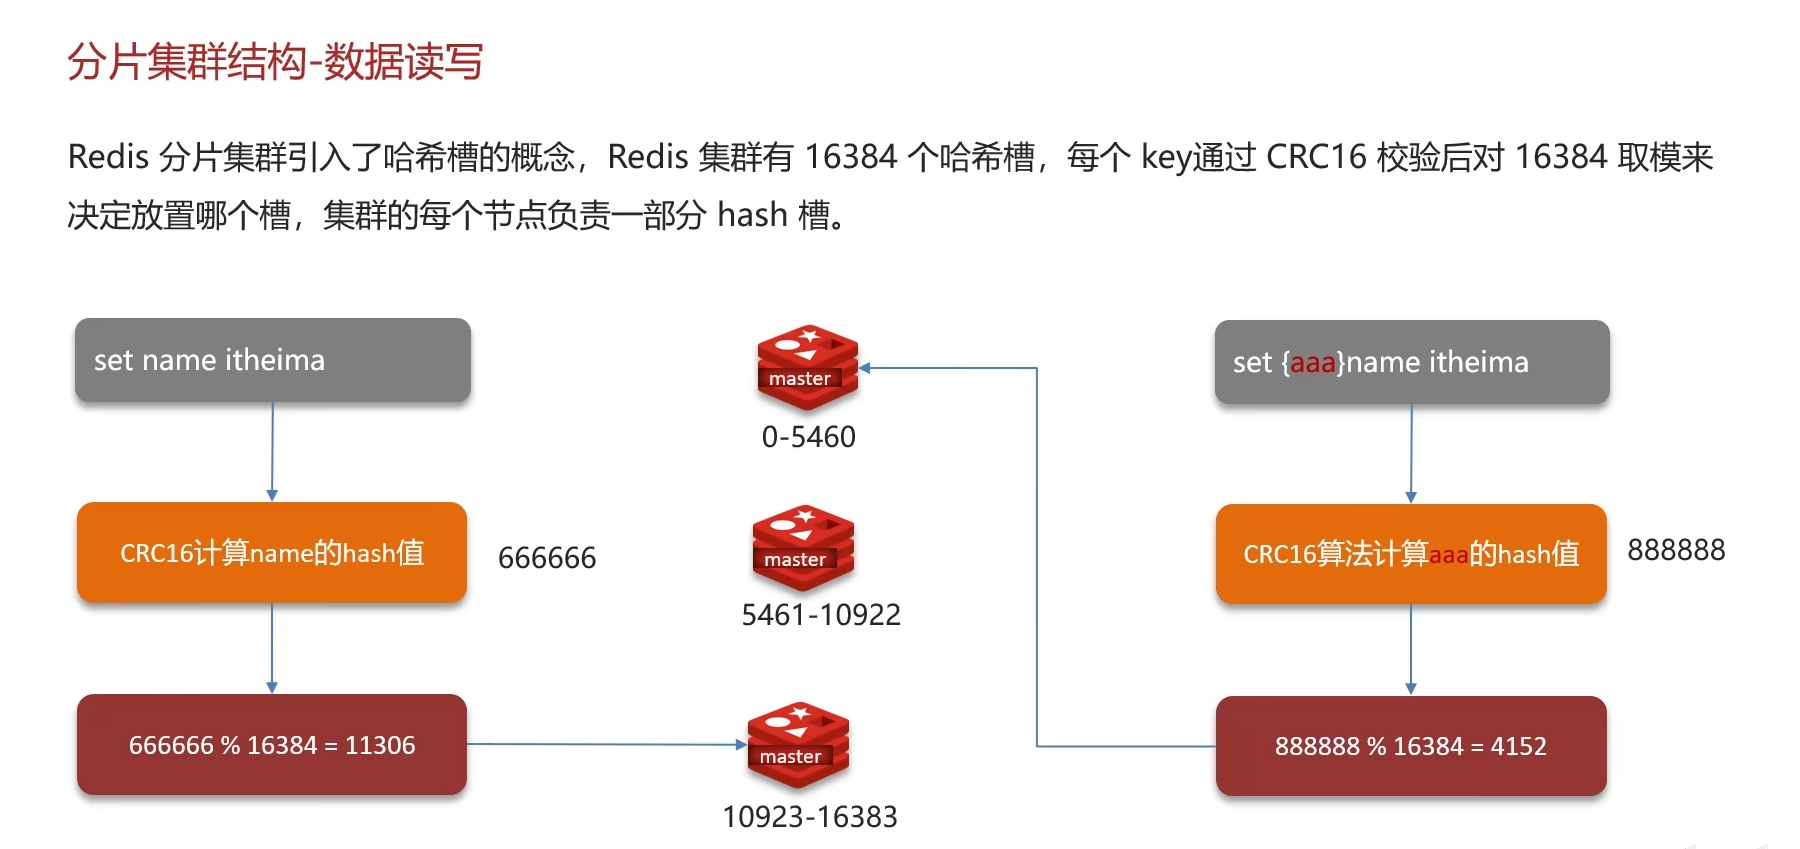 分片集群结构-数据读写
Redis 分片集群引入了哈希槽的概念，Redis 集群有 16384 个哈希槽，每个 key通过 CRC16 校验后对 16384 取模来
决定放置哪个槽，集群的每个节点负责一部分 hash 槽。
set name itheima
CRC16计算name的hash值
666666
666666 % 16384 = 11306
master
0-5460
master
5461-10922
master
10923-16383
set {aaa}name itheima
CRC16算法计算aaa的hash值
888888
888888 % 16384 = 4152